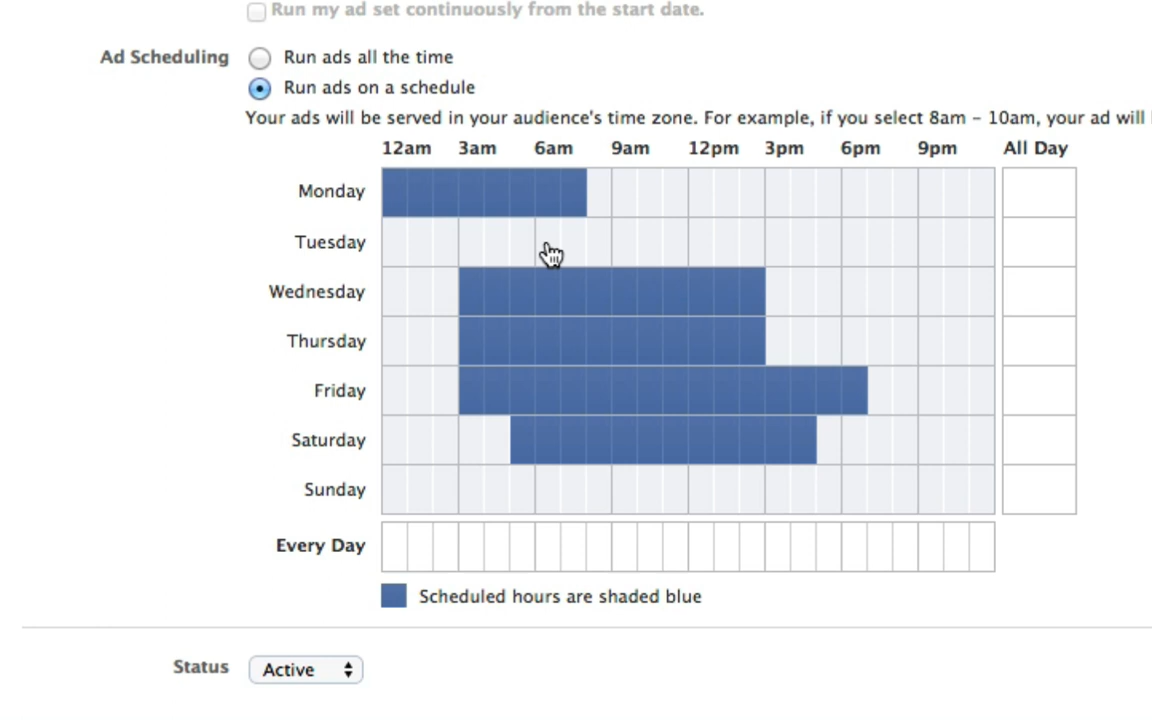 Run my ad set continuously from the start date.
Ad Scheduling Run ads all the time
Run ads on a schedule
Your ads will be served in your audience's time zone. For example, if you select 8am – 10am, your ad will
12am 3am 6am 9am 12pm 3pm 6pm 9pm All Day
Monday
Tuesday
Wednesday
Thursday
Friday
Saturday
Sunday
Every Day
Scheduled hours are shaded blue
Status Active